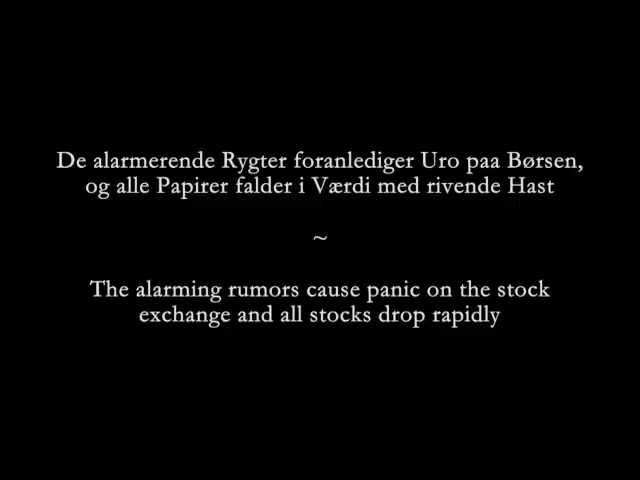 De alarmerende Rygter foranlediger Uro paa Børsen,
og alle Papirer falder i Værdi med rivende Hast
~
The alarming rumors cause panic on the stock
exchange and all stocks drop rapidly